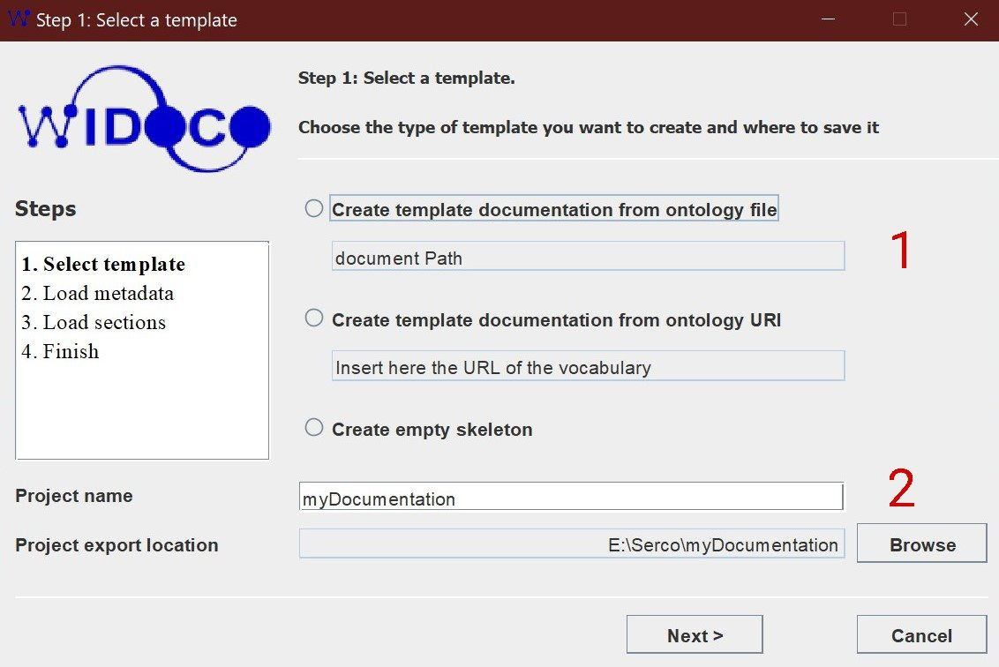 Step 1: Select a template
WIDOCO
Step 1: Select a template.
Choose the type of template you want to create and where to save it
Steps
1. Select template
2. Load metadata
3. Load sections
4. Finish
Create template documentation from ontology file
document Path
1
Create template documentation from ontology URI
Insert here the URL of the vocabulary
Create empty skeleton
2
Project name
myDocumentation
Project export location
E:\Serco\myDocumentation
Browse
Next >
Cancel